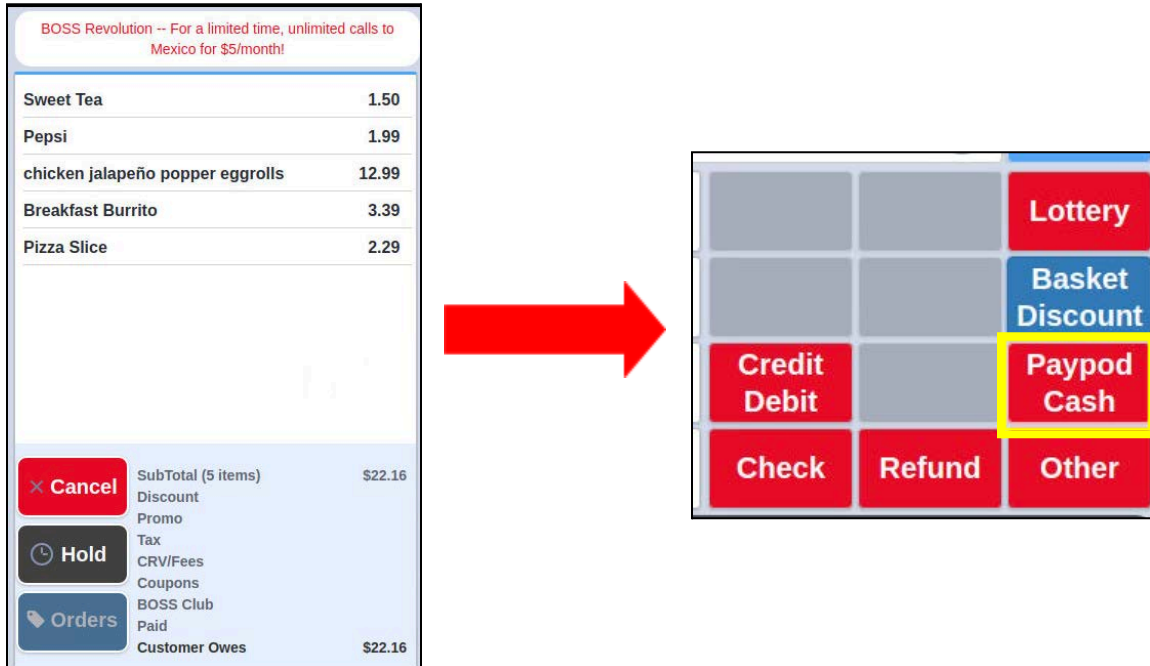 BOSS Revolution -- For a limited time, unlimited calls to
Mexico for $5/month!
Sweet Tea 1.50
Pepsi 1.99
chicken jalapeño popper eggrolls 12.99
Breakfast Burrito 3.39
Pizza Slice 2.29
Cancel
Hold
Orders
SubTotal (5 items) $22.16
Discount
Promo
Tax
CRV/Fees
Coupons
BOSS Club
Paid
Customer Owes $22.16
Lottery
Basket
Discount
Credit
Debit
Paypod
Cash
Check
Refund
Other